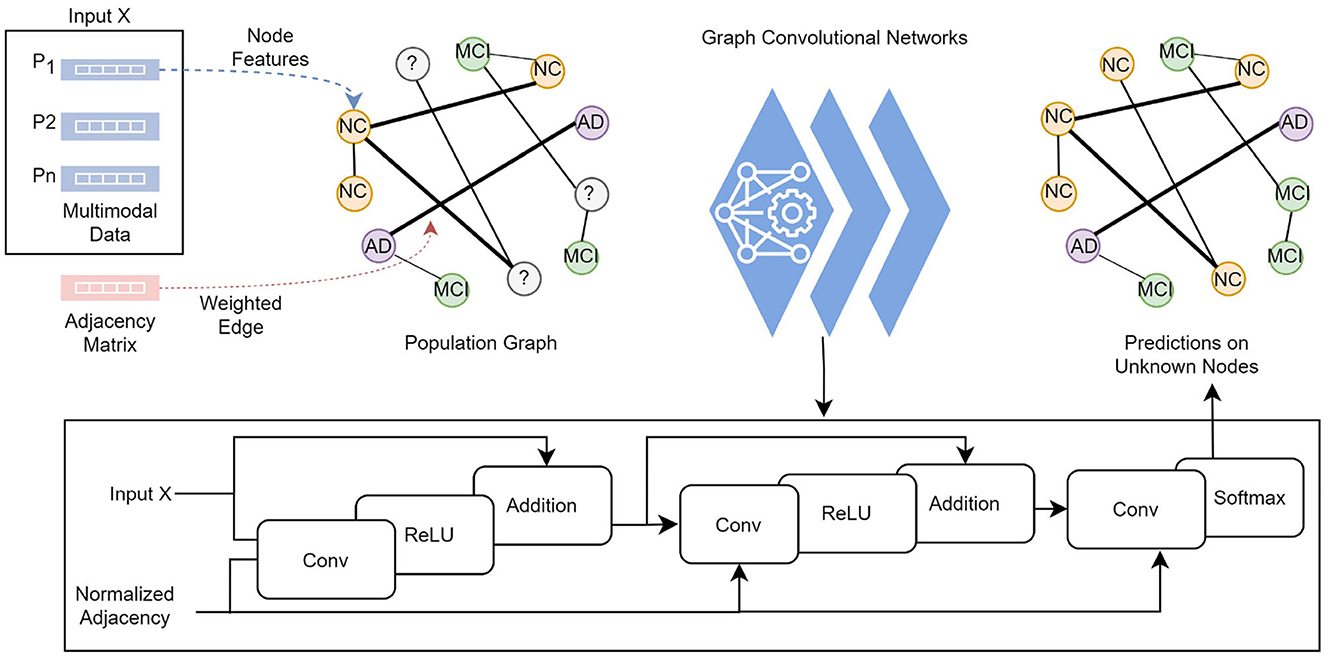 Input X
P1
P2
Pn
Multimodal
Data
Adjacency
Matrix
Node
Features
Weighted
Edge
?
MCI
NC
NC
AD
NC
?
AD
MCI
MCI
?
Population Graph
Graph Convolutional Networks
NC
MCI
NC
NC
AD
NC
MCI
AD
MCI
MCI
NC
Predictions on
Unknown Nodes
Input X
Normalized
Adjacency
Conv
ReLU
Addition
Conv
ReLU
Addition
Conv
Softmax